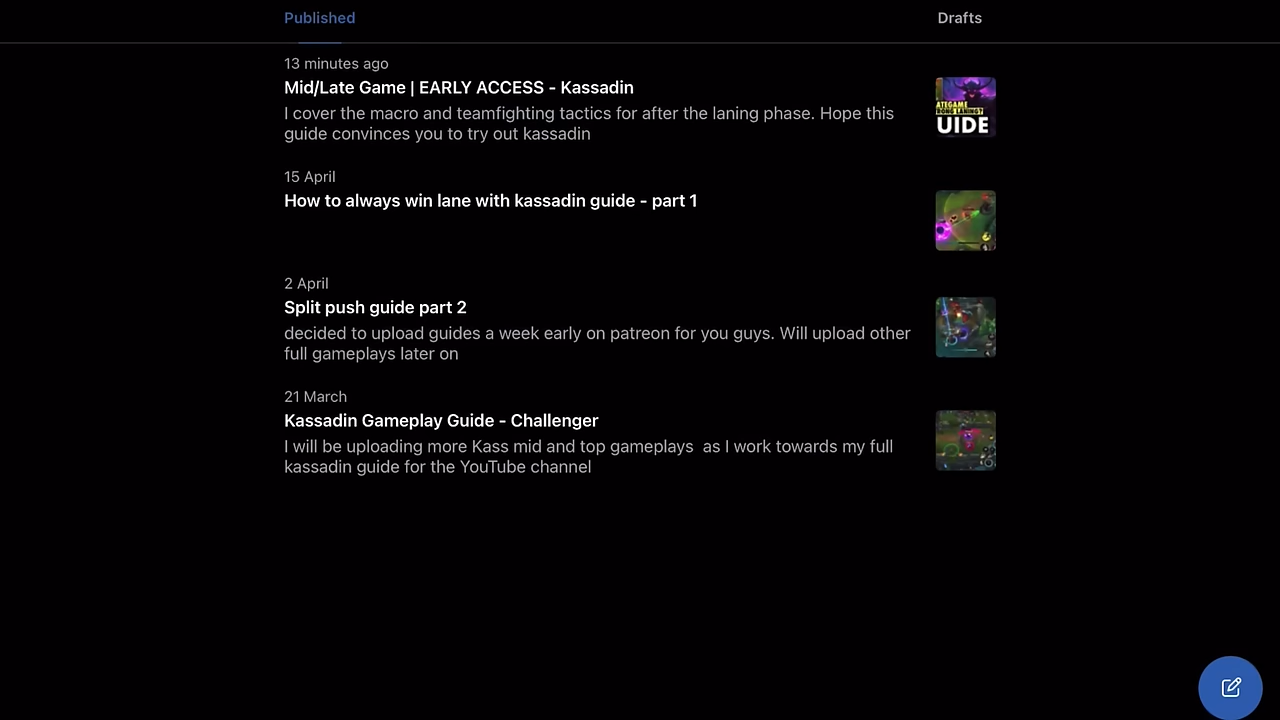 Published
Drafts
13 minutes ago
Mid/Late Game | EARLY ACCESS - Kassadin
I cover the macro and teamfighting tactics for after the laning phase. Hope this
guide convinces you to try out kassadin
ATEGAME
UIDE
15 April
How to always win lane with kassadin guide - part 1
2 April
Split push guide part 2
decided to upload guides a week early on patreon for you guys. Will upload other
full gameplays later on
21 March
Kassadin Gameplay Guide - Challenger
I will be uploading more Kass mid and top gameplays  as I work towards my full
kassadin guide for the YouTube channel